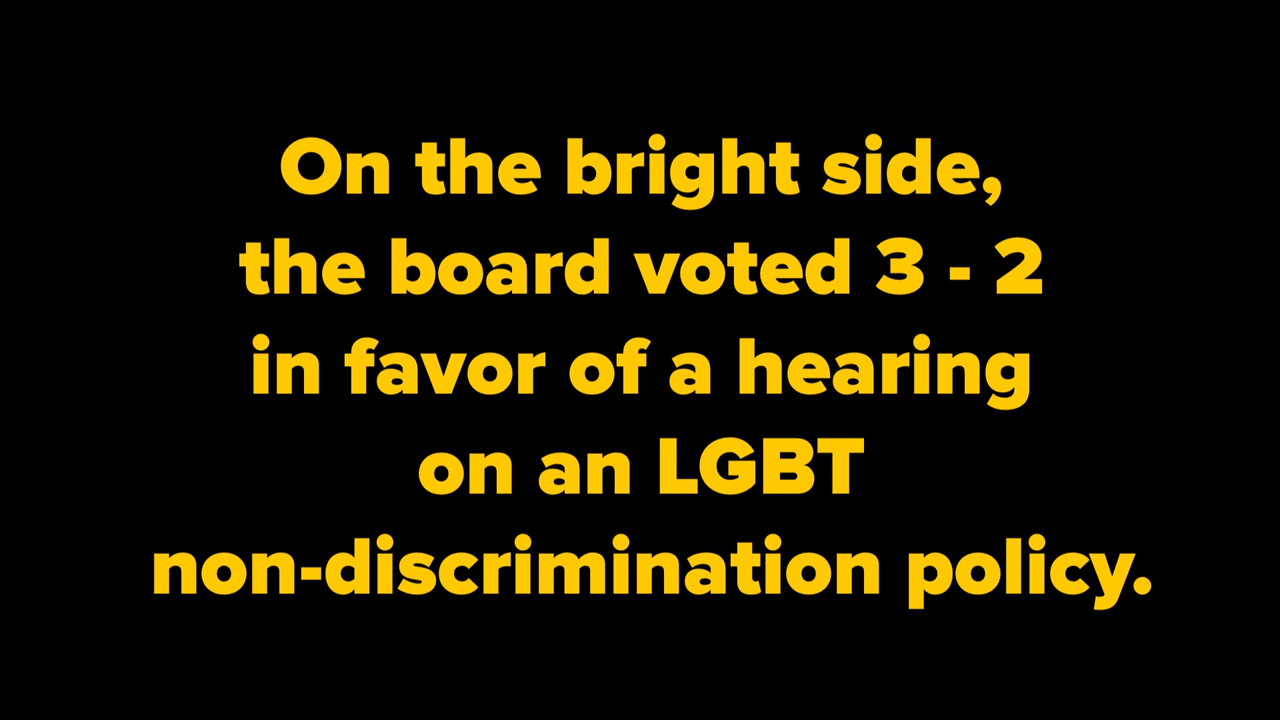 On the bright side,
the board voted 3 - 2
in favor of a hearing
on an LGBT
non-discrimination policy.